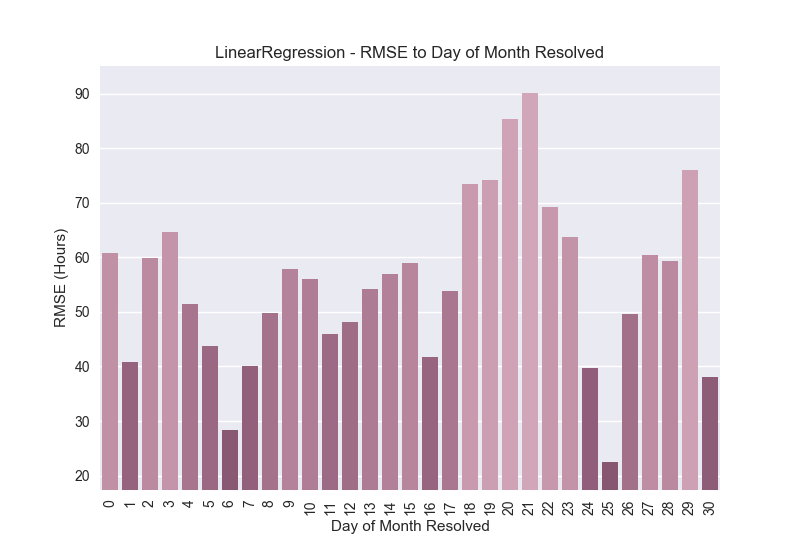 LinearRegression - RMSE to Day of Month Resolved
RMSE (Hours)
90
80
70
60
50
40
30
20
0 1 2 3 4 5 6 7 8 9 10 11 12 13 14 15 16 17 18 19 20 21 22 23 24 25 26 27 28 29 30
Day of Month Resolved